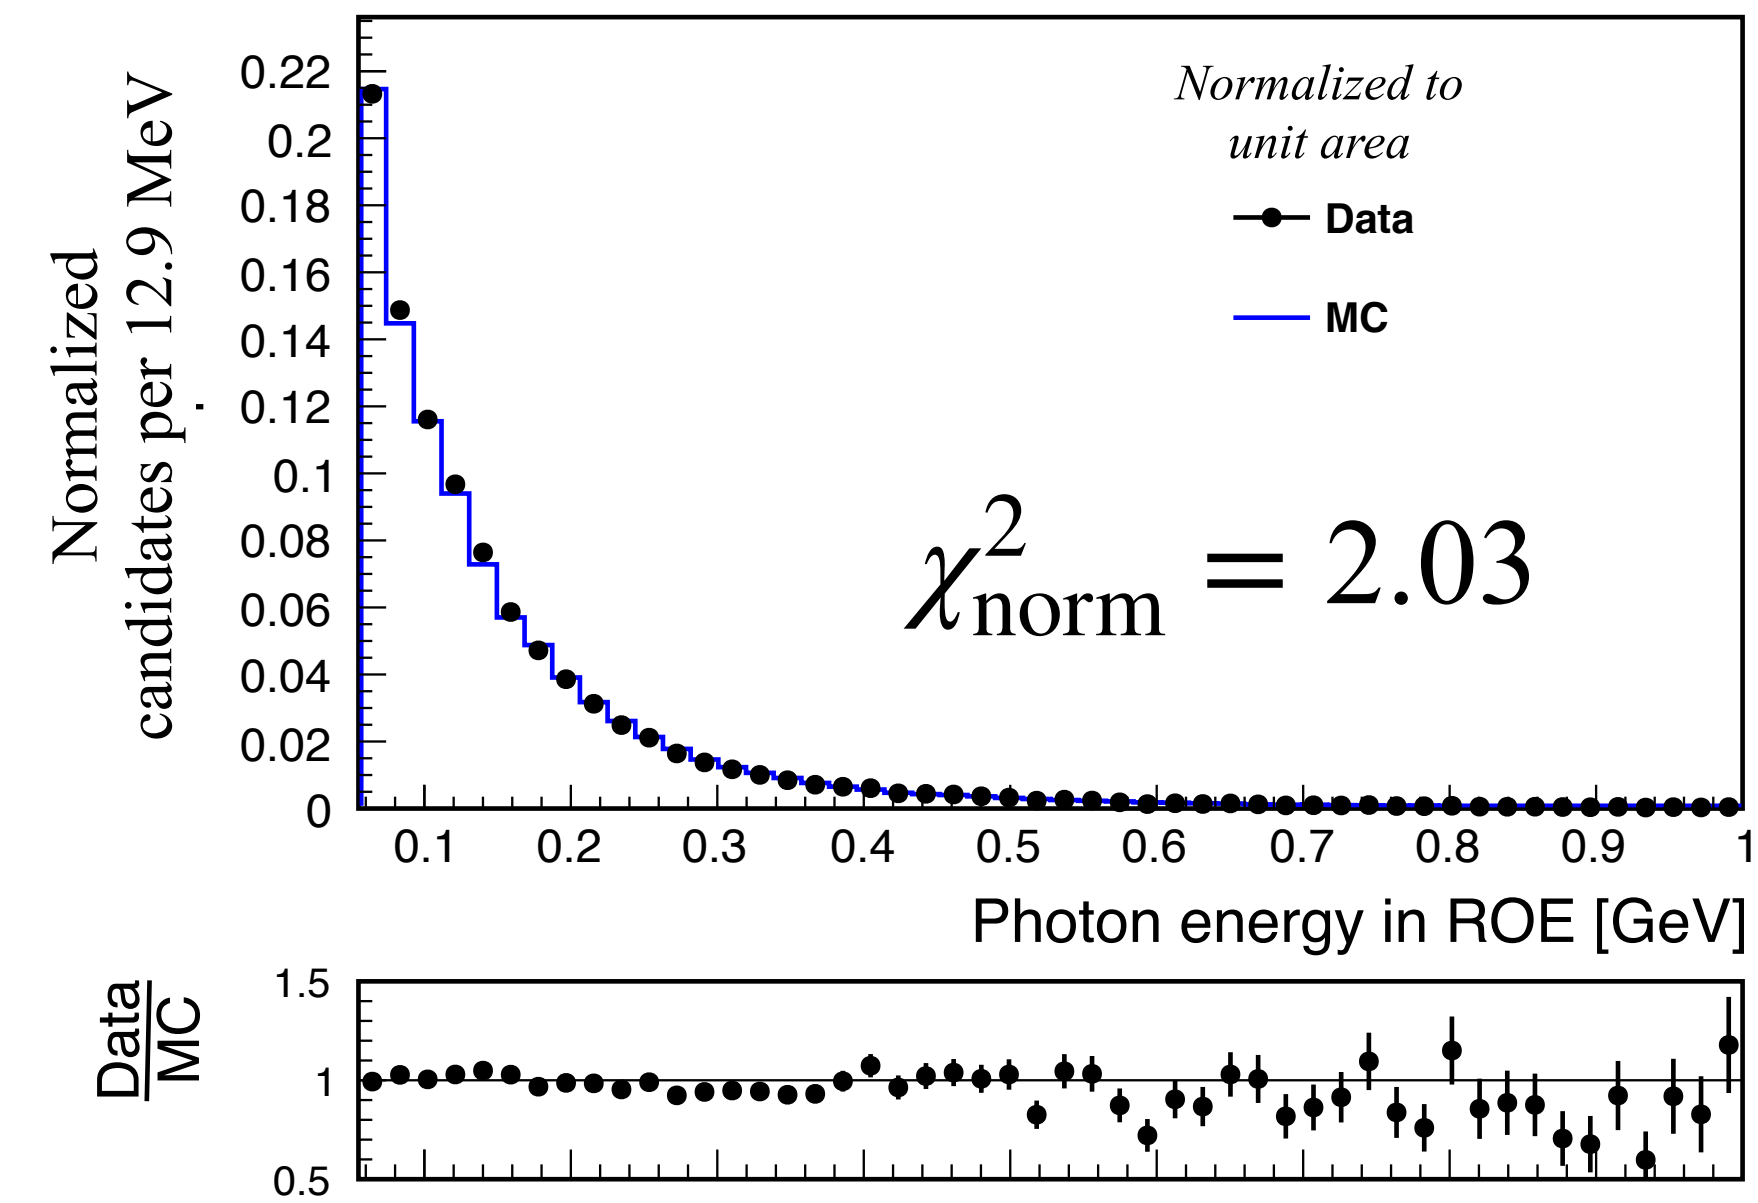 Normalized
candidates per 12.9 MeV
0.22
0.2
0.18
0.16
0.14
0.12
0.1
0.08
0.06
0.04
0.02
0
Normalized to
unit area
Data
MC
χ²norm = 2.03
0.1 0.2 0.3 0.4 0.5 0.6 0.7 0.8 0.9 1
Photon energy in ROE [GeV]
Data
MC
1.5
1
0.5